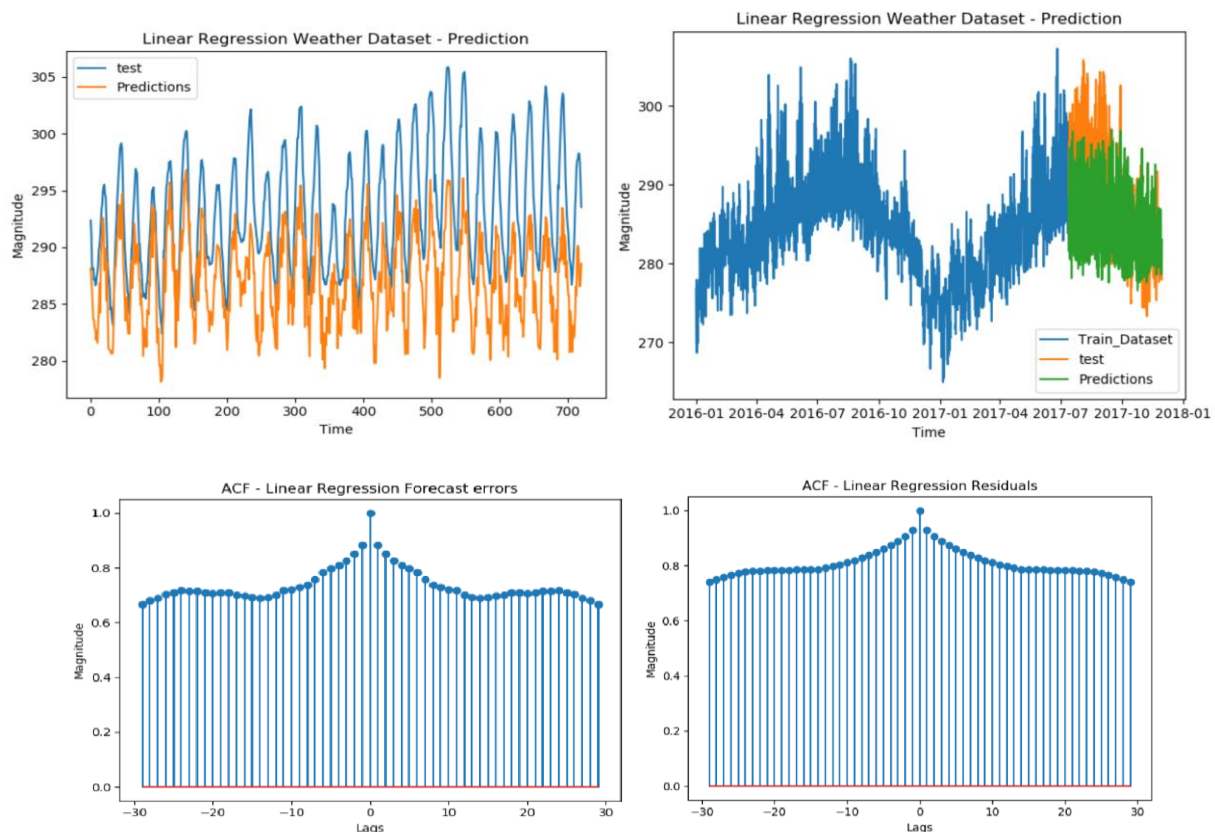 Linear Regression Weather Dataset - Prediction
test
Predictions
Magnitude
305
300
295
290
285
280
0 100 200 300 400 500 600 700
Time
Linear Regression Weather Dataset - Prediction
Magnitude
300
290
280
270
Train_Dataset
test
Predictions
2016-01 2016-04 2016-07 2016-10 2017-01 2017-04 2017-07 2017-10 2018-01
Time
ACF - Linear Regression Forecast errors
Magnitude
1.0
0.8
0.6
0.4
0.2
0.0
−30 −20 −10 0 10 20 30
Lags
ACF - Linear Regression Residuals
Magnitude
1.0
0.8
0.6
0.4
0.2
0.0
−30 −20 −10 0 10 20 30
Lags